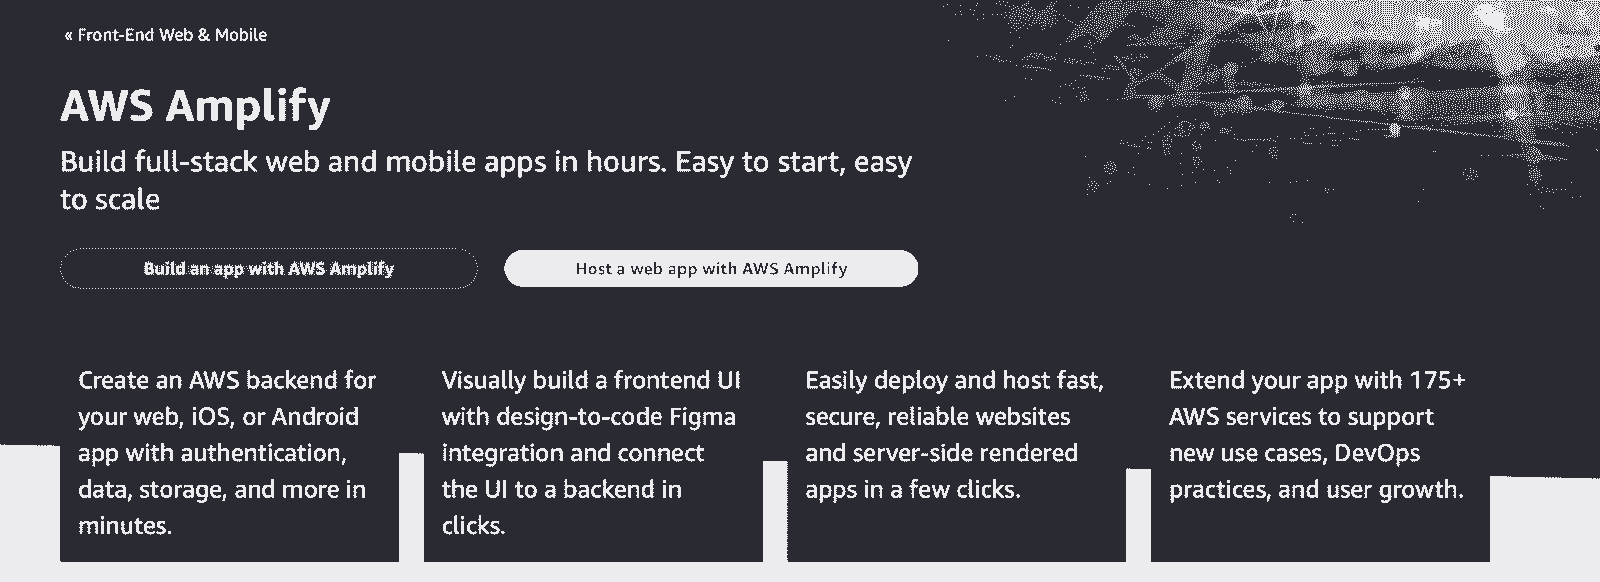 « Front-End Web & Mobile
AWS Amplify
Build full-stack web and mobile apps in hours. Easy to start, easy
to scale
Build an app with AWS Amplify
Host a web app with AWS Amplify
Create an AWS backend for
your web, iOS, or Android
app with authentication,
data, storage, and more in
minutes.
Visually build a frontend UI
with design-to-code Figma
integration and connect
the UI to a backend in
clicks.
Easily deploy and host fast,
secure, reliable websites
and server-side rendered
apps in a few clicks.
Extend your app with 175+
AWS services to support
new use cases, DevOps
practices, and user growth.